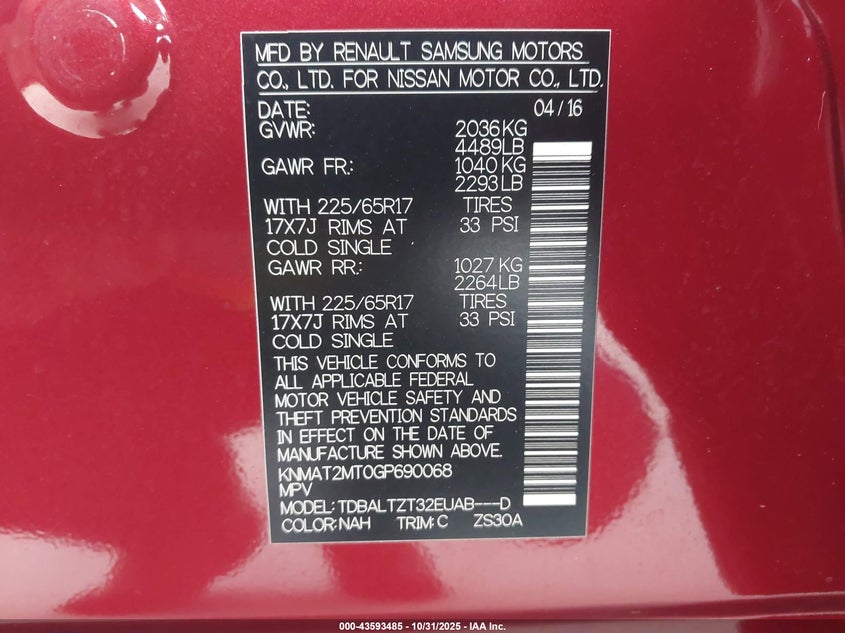 MFD BY RENAULT SAMSUNG MOTORS
CO., LTD. FOR NISSAN MOTOR CO., LTD.
DATE: 04/16
GVWR: 2036KG
4489LB
GAWR FR.: 1040 KG
2293LB
WITH 225/65R17 TIRES
17X7J RIMS AT 33 PSI
COLD SINGLE
GAWR RR.: 1027 KG
2264LB
WITH 225/65R17 TIRES
17X7J RIMS AT 33 PSI
COLD SINGLE
THIS VEHICLE CONFORMS TO
ALL APPLICABLE FEDERAL
MOTOR VEHICLE SAFETY AND
THEFT PREVENTION STANDARDS
IN EFFECT ON THE DATE OF
MANUFACTURE SHOWN ABOVE.
KNMAT2MT0GP690068
MPV
MODEL: TDBALTZT32EUAB---D
COLOR: NAH TRIM: C ZS30A
000-43593485 - 10/31/2025 - IAA Inc.